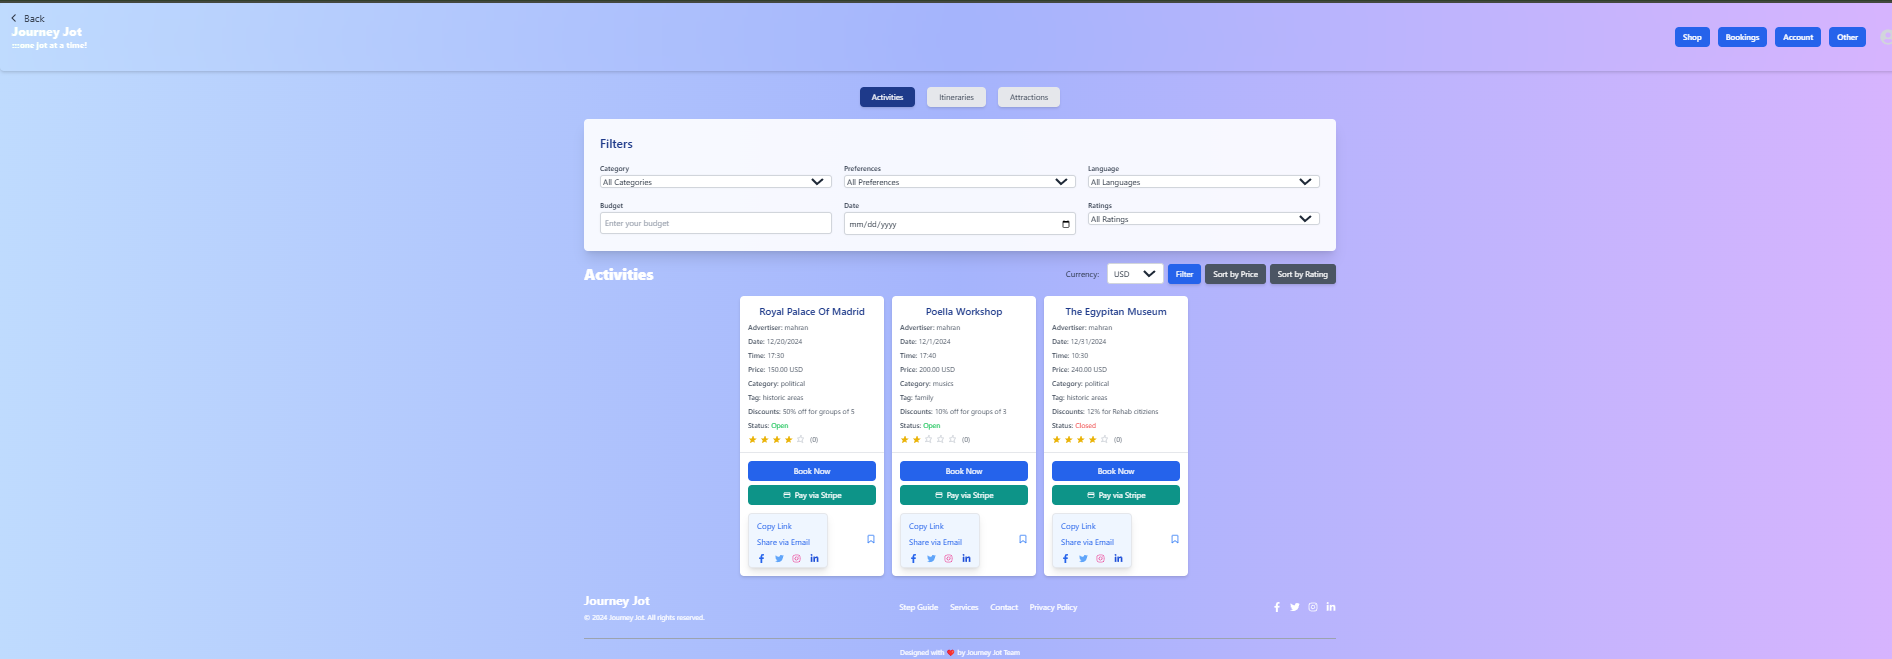 Back
Journey Jot
:::one jot at a time!
Shop Bookings Account Other
Activities Itineraries Attractions
Filters
Category Preferences Language
All Categories All Preferences All Languages
Budget Date Ratings
Enter your budget mm/dd/yyyy All Ratings
Activities Currency: USD Filter Sort by Price Sort by Rating
Royal Palace Of Madrid
Advertiser: mahran
Date: 12/20/2024
Time: 17:30
Price: 150.00 USD
Category: political
Tag: historic areas
Discounts: 50% off for groups of 5
Status: Open
(0)
Book Now
Pay via Stripe
Copy Link
Share via Email
Poella Workshop
Advertiser: mahran
Date: 12/1/2024
Time: 17:40
Price: 200.00 USD
Category: musics
Tag: family
Discounts: 10% off for groups of 3
Status: Open
(0)
Book Now
Pay via Stripe
Copy Link
Share via Email
The Egypitan Museum
Advertiser: mahran
Date: 12/31/2024
Time: 10:30
Price: 240.00 USD
Category: political
Tag: historic areas
Discounts: 12% for Rehab citiziens
Status: Closed
(0)
Book Now
Pay via Stripe
Copy Link
Share via Email
Journey Jot
© 2024 Journey Jot. All rights reserved.
Step Guide Services Contact Privacy Policy
Designed with ❤️ by Journey Jot Team